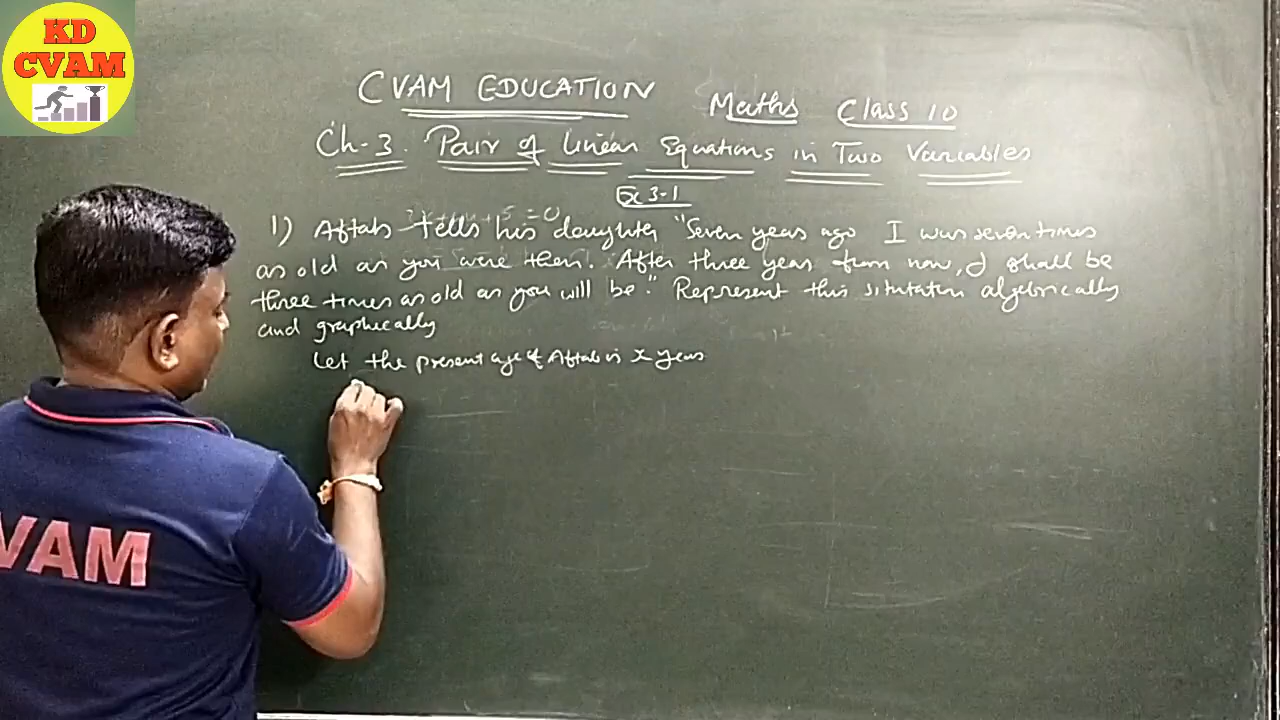 KD
CVAM
CVAM EDUCATION Maths Class 10
Ch-3. Pair of Linear Equations in Two Variables
Ex 3.1
1) Aftab tells his daughter "Seven years ago I was seven times
as old as you were then. After three year from now, I shall be
three times as old as you will be." Represent this situtation algebrically
and graphically
Let the present age of Aftab is x years
VAM